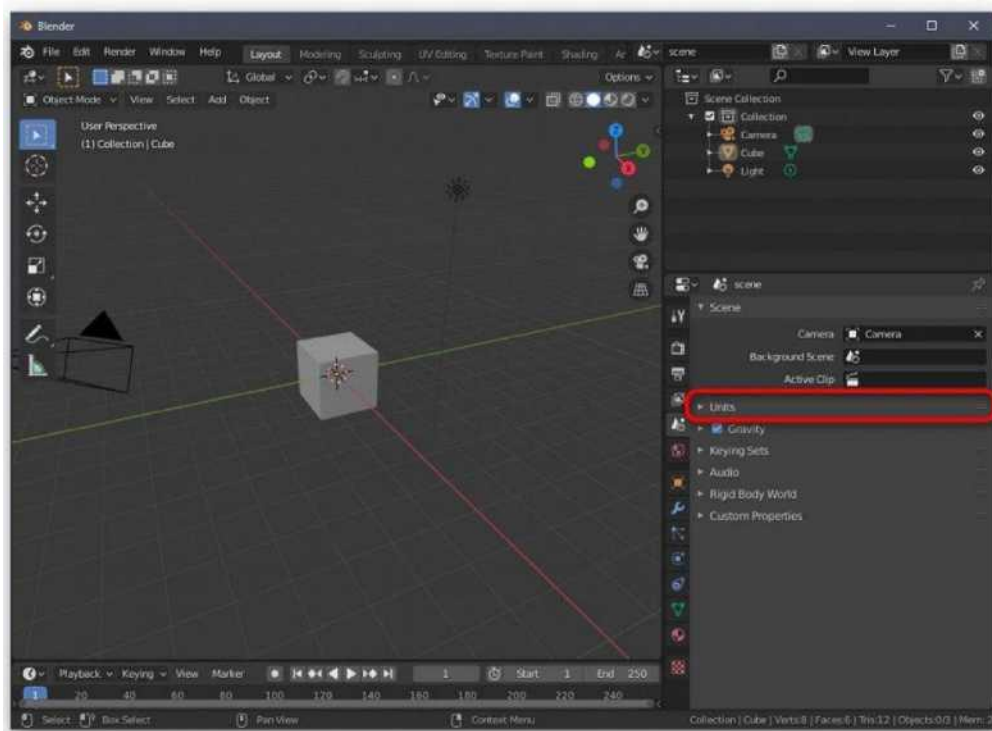 Blender
File Edit Render Window Help Layout Modeling Sculpting UV Editing Texture Paint Shading Ar scene View Layer
Global Options
Object Mode View Select Add Object
User Perspective
(1) Collection | Cube
Z
Y
X
Scene Collection
Collection
Camera
Cube
Light
scene
Scene
Camera Camera
Background Scene
Active Clip
Units
Gravity
Keying Sets
Audio
Rigid Body World
Custom Properties
Playback Keying View Marker 1 Start 1 End 250
1 20 40 60 80 100 120 140 160 180 200 220 240
Select Box Select Pan View Context Menu Collection | Cube | Verts:8 | Faces:6 | Tris:12 | Objects:0/3 | Mem: 2